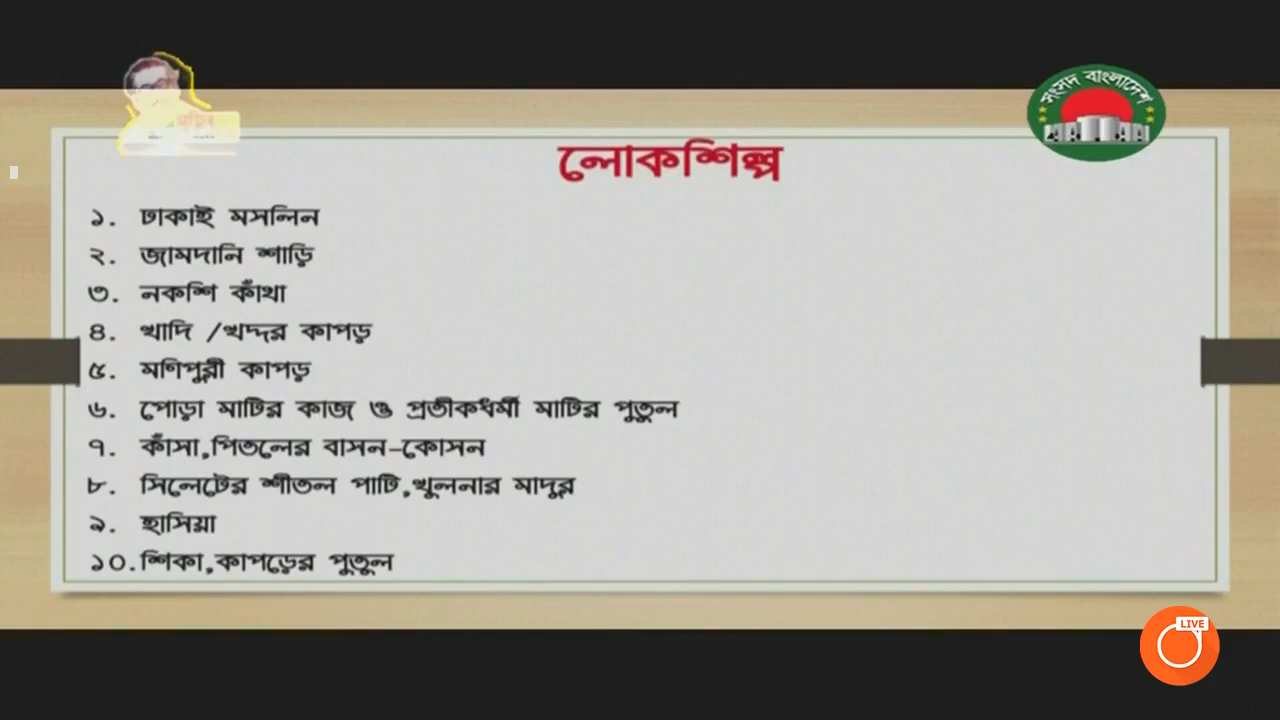 সংসদ বাংলাদেশ
লোকশিল্প
১. ঢাকাই মসলিন
২. জামদানি শাড়ি
৩. নকশি কাঁথা
৪. খাদি /খদ্দর কাপড়
৫. মণিপুরী কাপড়
৬. পোড়া মাটির কাজ ও প্রতীকধর্মী মাটির পুতুল
৭. কাঁসা,পিতলের বাসন-কোসন
৮. সিলেটের শীতল পাটি,খুলনার মাদুর
৯. হাসিয়া
১০.শিকা,কাপড়ের পুতুল
LIVE